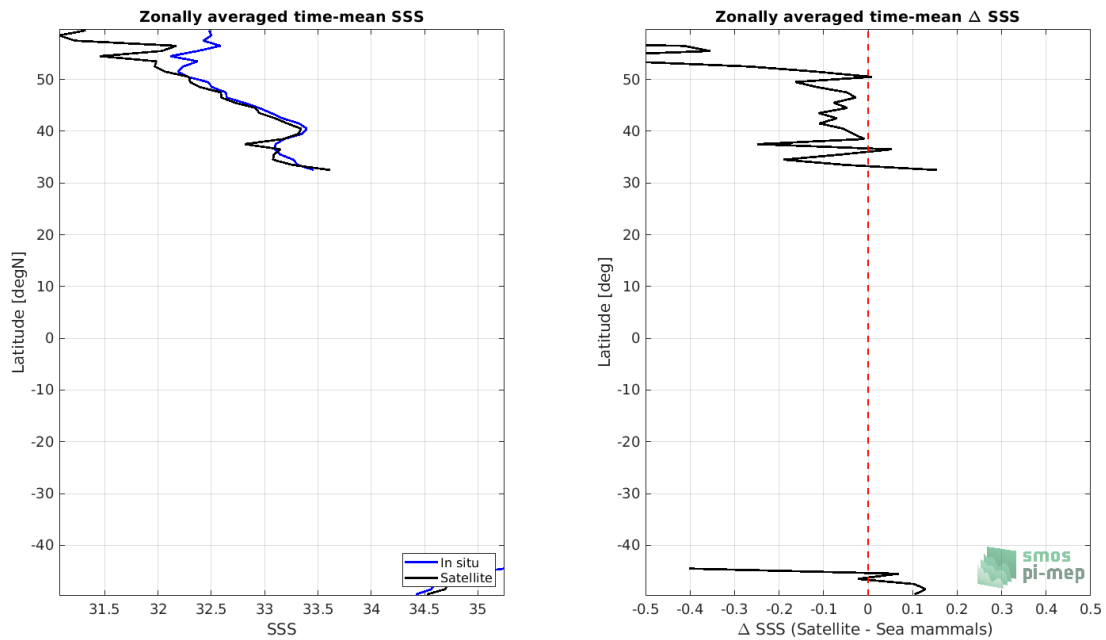 Zonally averaged time-mean SSS
50
40
30
20
10
0
-10
-20
-30
-40
Latitude [degN]
In situ
Satellite
31.5 32 32.5 33 33.5 34 34.5 35
SSS
Zonally averaged time-mean Δ SSS
50
40
30
20
10
0
-10
-20
-30
-40
Latitude [deg]
smos
pi-mep
-0.5 -0.4 -0.3 -0.2 -0.1 0 0.1 0.2 0.3 0.4 0.5
Δ SSS (Satellite - Sea mammals)